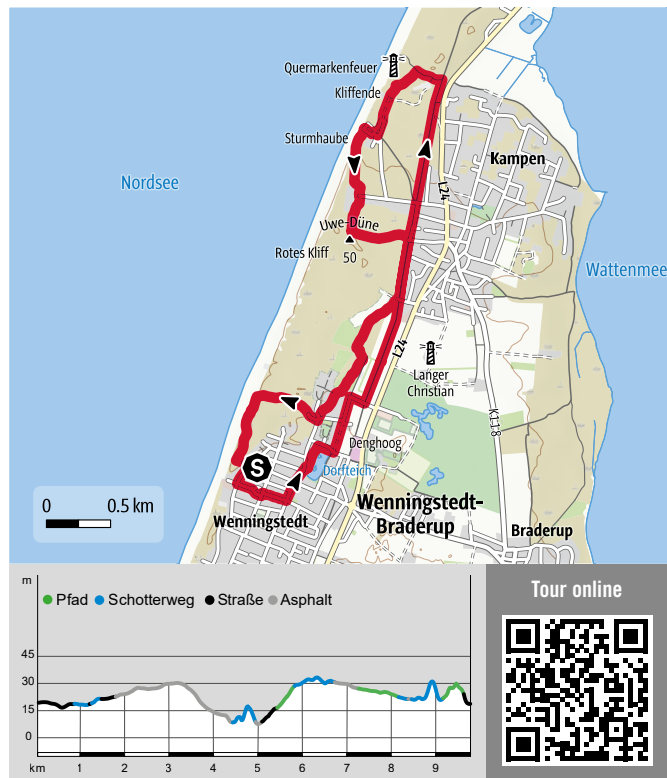 Quermarkenfeuer
Kliffende
Sturmhaube
Kampen
Nordsee
L24
Uwe-Düne
Rotes Kliff
50
Wattenmee
L24
Langer
Christian
K118
Denghoog
S
Dorfteich
0 0.5 km
Wenningstedt-
Braderup
Wenningstedt
Braderup
m
Pfad Schotterweg Straße Asphalt
45
30
15
0
km 1 2 3 4 5 6 7 8 9
Tour online